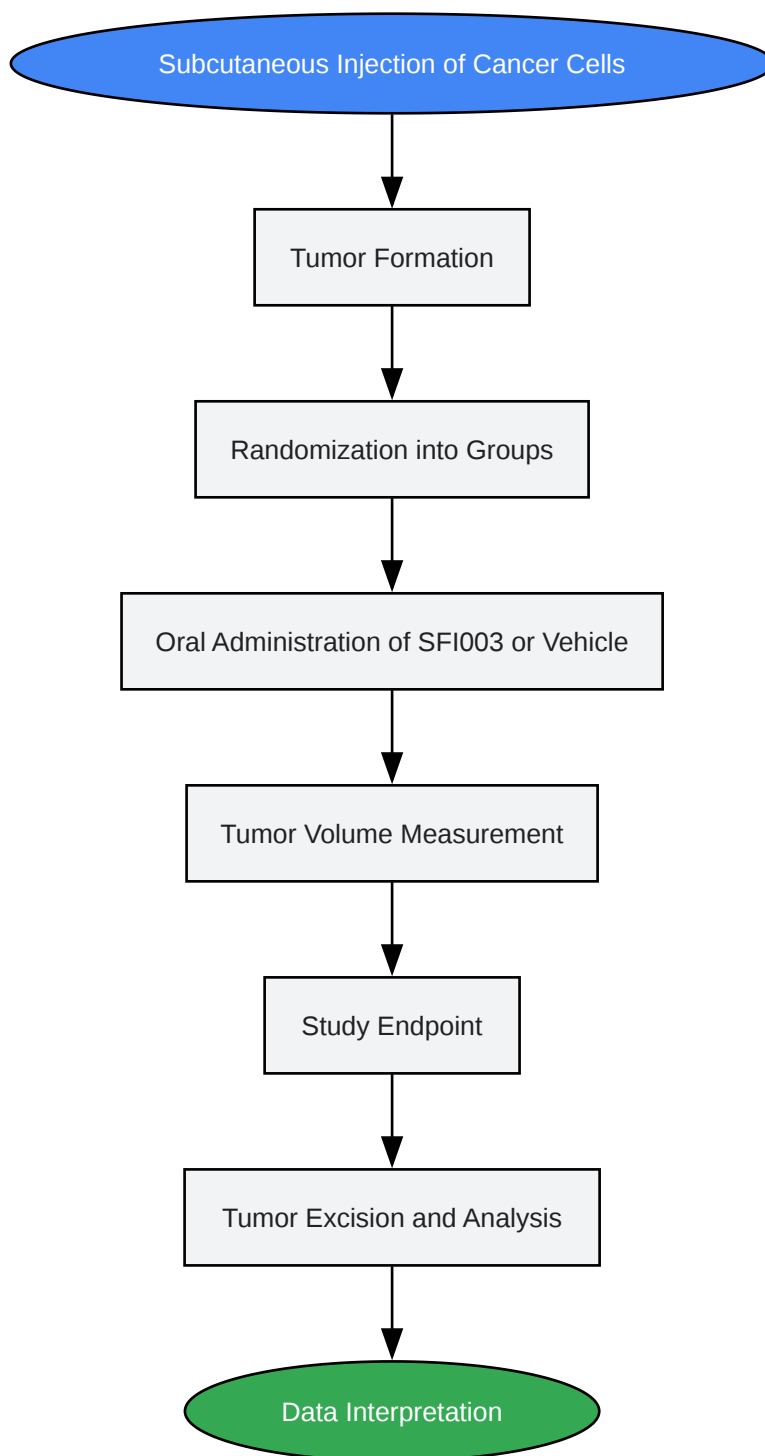 Subcutaneous Injection of Cancer Cells
Tumor Formation
Randomization into Groups
Oral Administration of SFI003 or Vehicle
Tumor Volume Measurement
Study Endpoint
Tumor Excision and Analysis
Data Interpretation